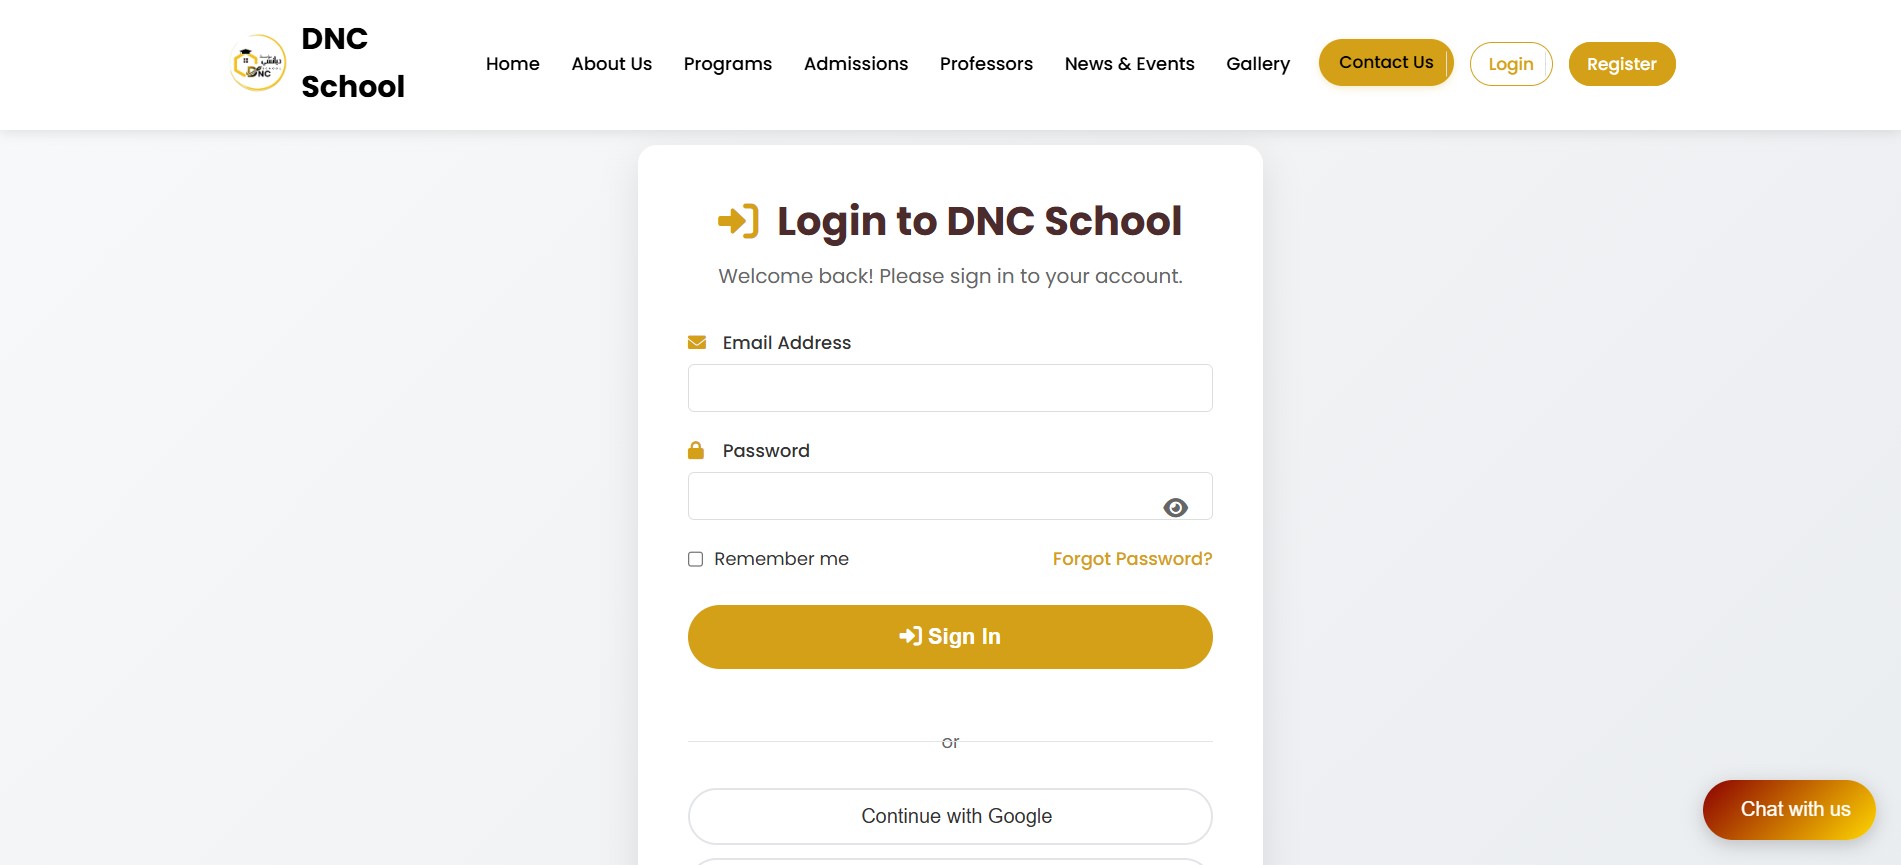 DNC
DNC
School
Home
About Us
Programs
Admissions
Professors
News & Events
Gallery
Contact Us
Login
Register
Login to DNC School
Welcome back! Please sign in to your account.
Email Address
Password
Remember me
Forgot Password?
Sign In
or
Continue with Google
Chat with us